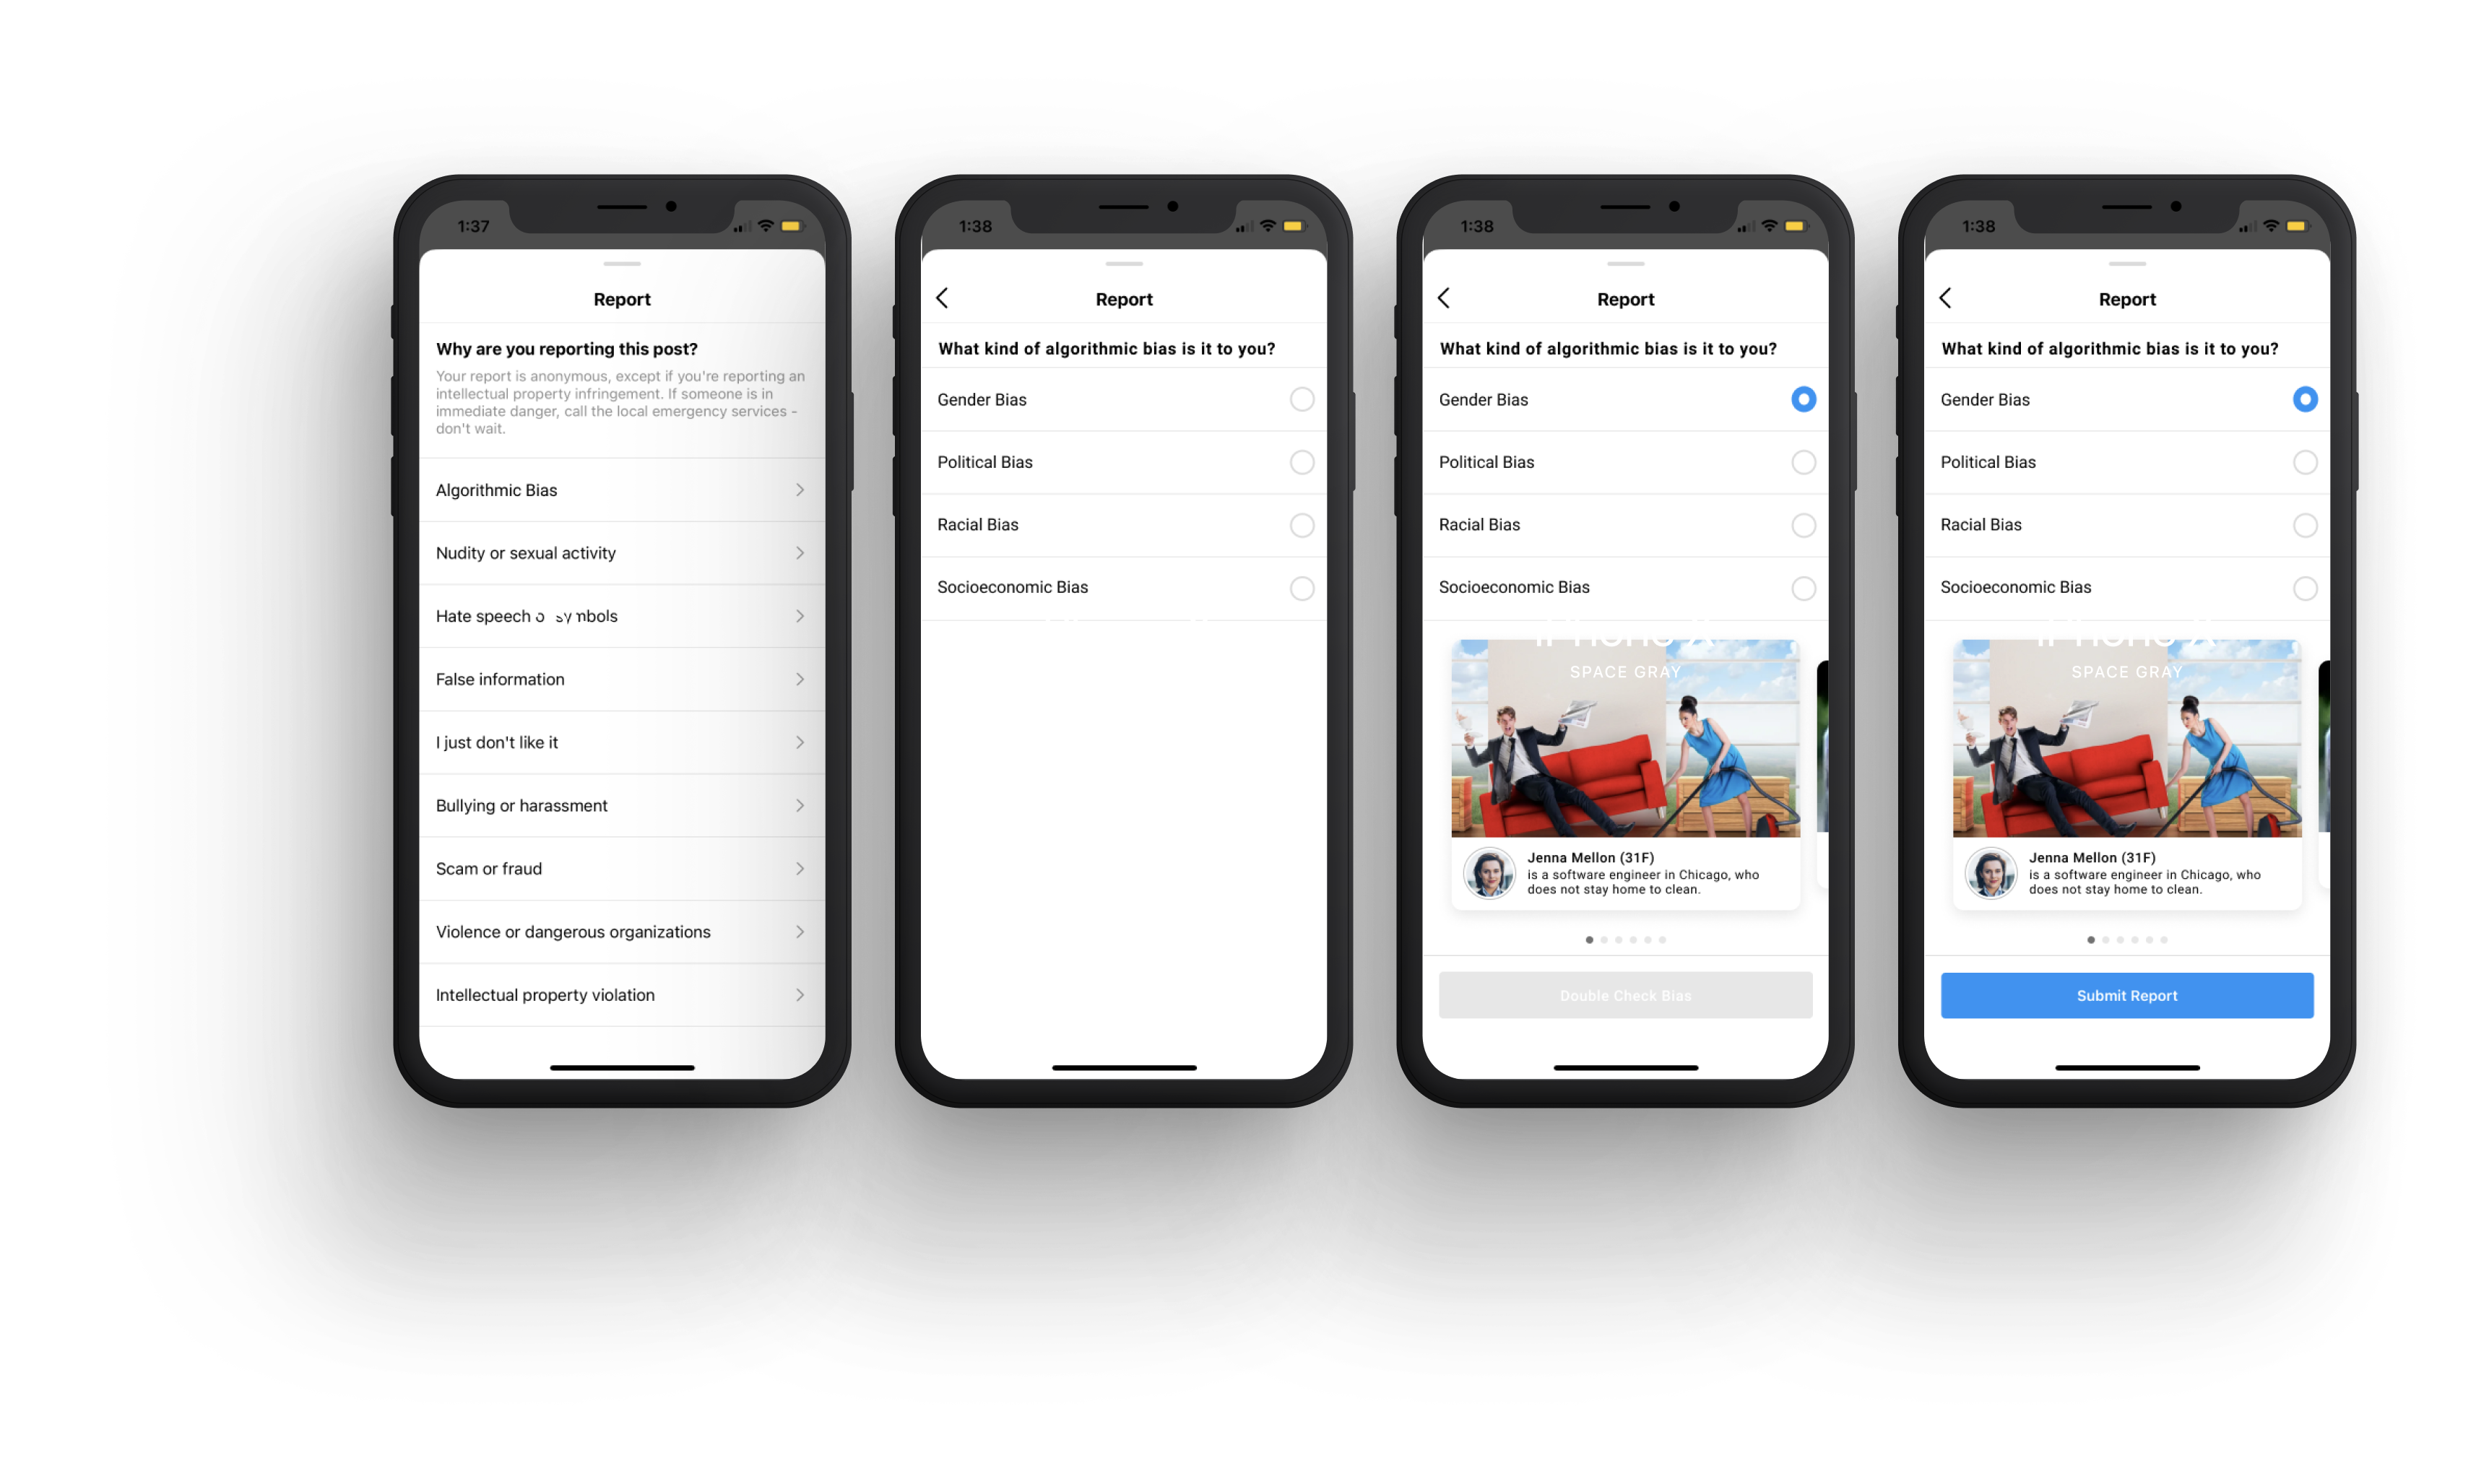 1:37
Report
Why are you reporting this post?
Your report is anonymous, except if you're reporting an
intellectual property infringement. If someone is in
immediate danger, call the local emergency services -
don't wait.
Algorithmic Bias
Nudity or sexual activity
Hate speech o symbols
False information
I just don't like it
Bullying or harassment
Scam or fraud
Violence or dangerous organizations
Intellectual property violation
1:38
Report
What kind of algorithmic bias is it to you?
Gender Bias
Political Bias
Racial Bias
Socioeconomic Bias
1:38
Report
What kind of algorithmic bias is it to you?
Gender Bias
Political Bias
Racial Bias
Socioeconomic Bias
iPhone X
SPACE GRAY
Jenna Mellon (31F)
is a software engineer in Chicago, who
does not stay home to clean.
Double Check Bias
1:38
Report
What kind of algorithmic bias is it to you?
Gender Bias
Political Bias
Racial Bias
Socioeconomic Bias
iPhone X
SPACE GRAY
Jenna Mellon (31F)
is a software engineer in Chicago, who
does not stay home to clean.
Submit Report